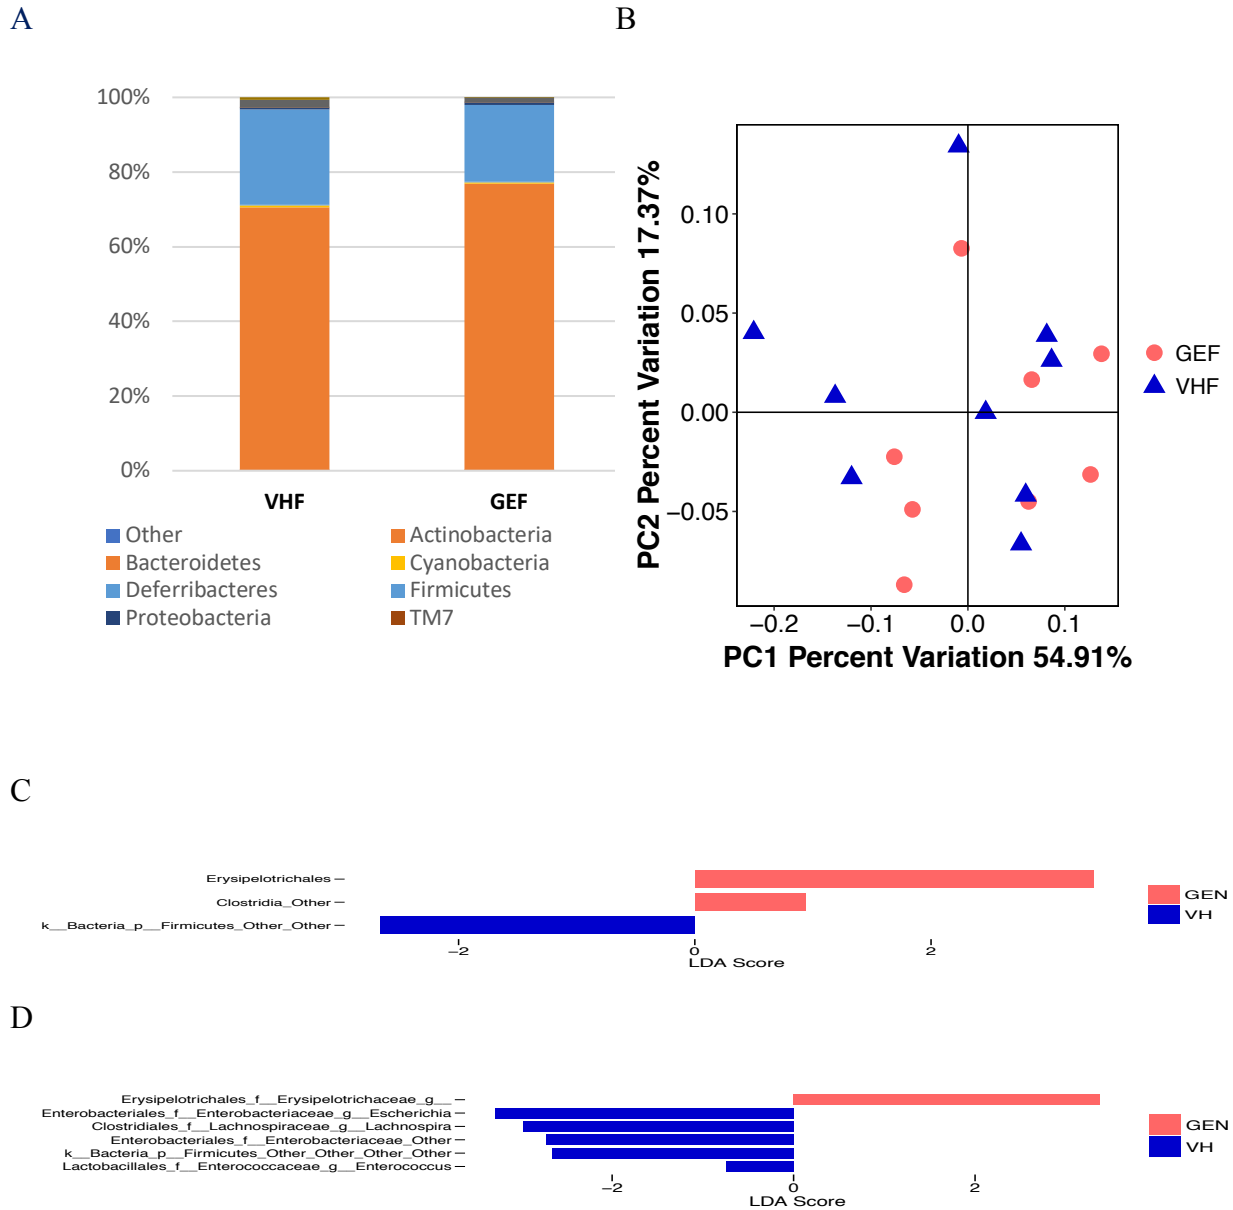 A
B
100%
80%
60%
40%
20%
0%
VHF GEF
Other Actinobacteria
Bacteroidetes Cyanobacteria
Deferribacteres Firmicutes
Proteobacteria TM7
PC2 Percent Variation 17.37%
0.10
0.05
0.00
−0.05
−0.2 −0.1 0.0 0.1
PC1 Percent Variation 54.91%
GEF
VHF
C
Erysipelotrichales
Clostridia_Other
k__Bacteria_p__Firmicutes_Other_Other
−2 0 2
LDA Score
GEN
VH
D
Erysipelotrichales_f__Erysipelotrichaceae_g__
Enterobacteriales_f__Enterobacteriaceae_g__Escherichia
Clostridiales_f__Lachnospiraceae_g__Lachnospira
Enterobacteriales_f__Enterobacteriaceae_Other
k__Bacteria_p__Firmicutes_Other_Other_Other_Other
Lactobacillales_f__Enterococcaceae_g__Enterococcus
−2 0 2
LDA Score
GEN
VH